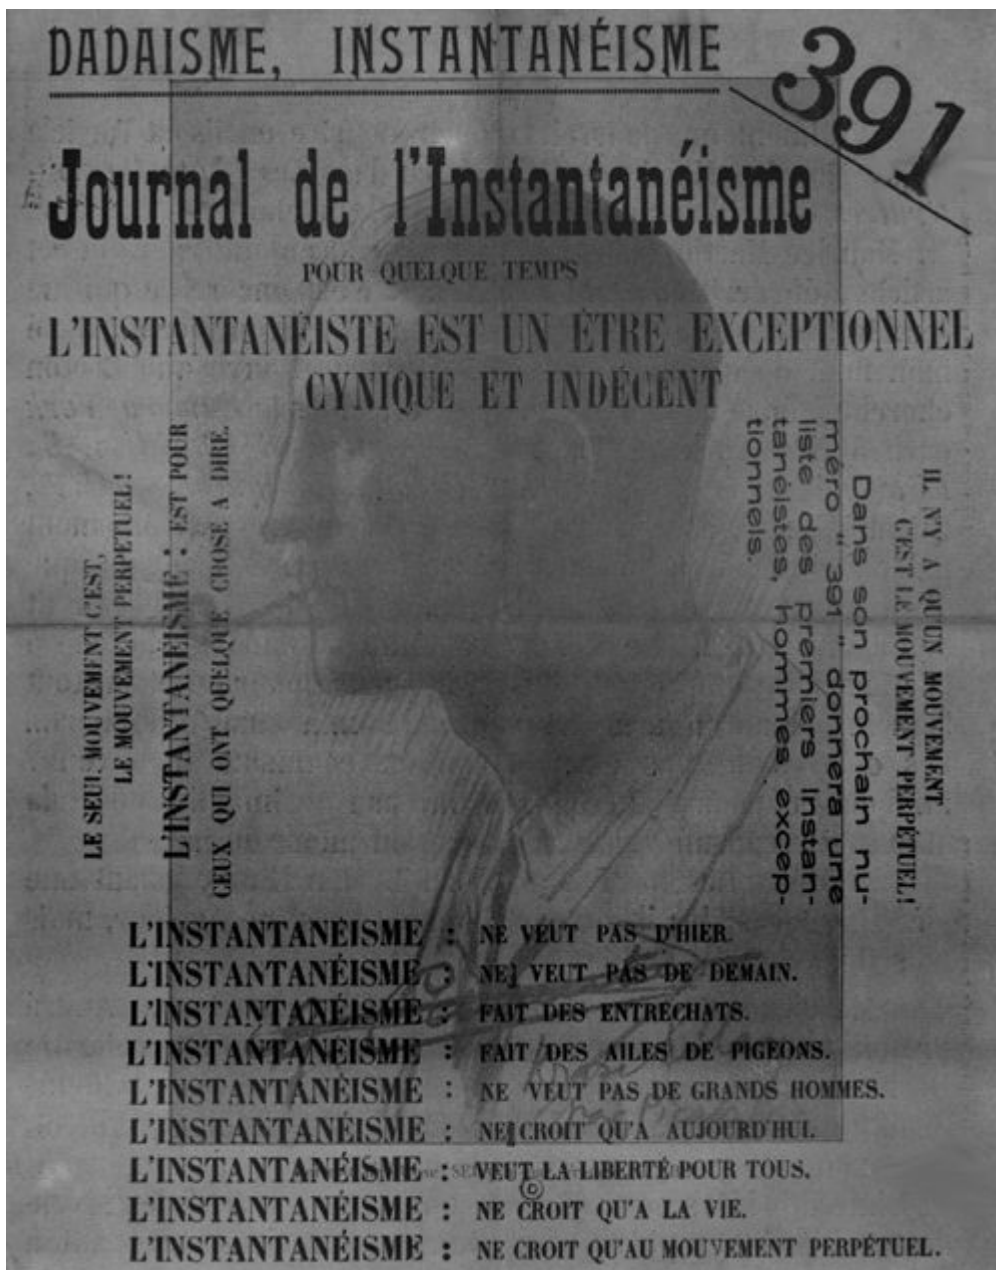 DADAISME, INSTANTANÉISME
391
Journal de l'Instantanéisme
POUR QUELQUE TEMPS
L'INSTANTANÉISTE EST UN ÊTRE EXCEPTIONNEL
CYNIQUE ET INDÉCENT
LE SEUL MOUVEMENT C'EST,
LE MOUVEMENT PERPÉTUEL!
L'INSTANTANÉISME : EST POUR
CEUX QUI ONT QUELQUE CHOSE A DIRE.
IL N'Y A QU'UN MOUVEMENT
C'EST LE MOUVEMENT PERPÉTUEL!
Dans son prochain nu-
méro " 391 " donnera une
liste des premiers Instan-
tanéistes, hommes excep-
tionnels.
L'INSTANTANÉISME : NE VEUT PAS D'HIER.
L'INSTANTANÉISME : NE VEUT PAS DE DEMAIN.
L'INSTANTANÉISME : FAIT DES ENTRECHATS.
L'INSTANTANÉISME : FAIT DES AILES DE PIGEONS.
L'INSTANTANÉISME : NE VEUT PAS DE GRANDS HOMMES.
L'INSTANTANÉISME : NE CROIT QU'A AUJOURD'HUI.
L'INSTANTANÉISME : VEUT LA LIBERTÉ POUR TOUS.
L'INSTANTANÉISME : NE CROIT QU'A LA VIE.
L'INSTANTANÉISME : NE CROIT QU'AU MOUVEMENT PERPÉTUEL.
©